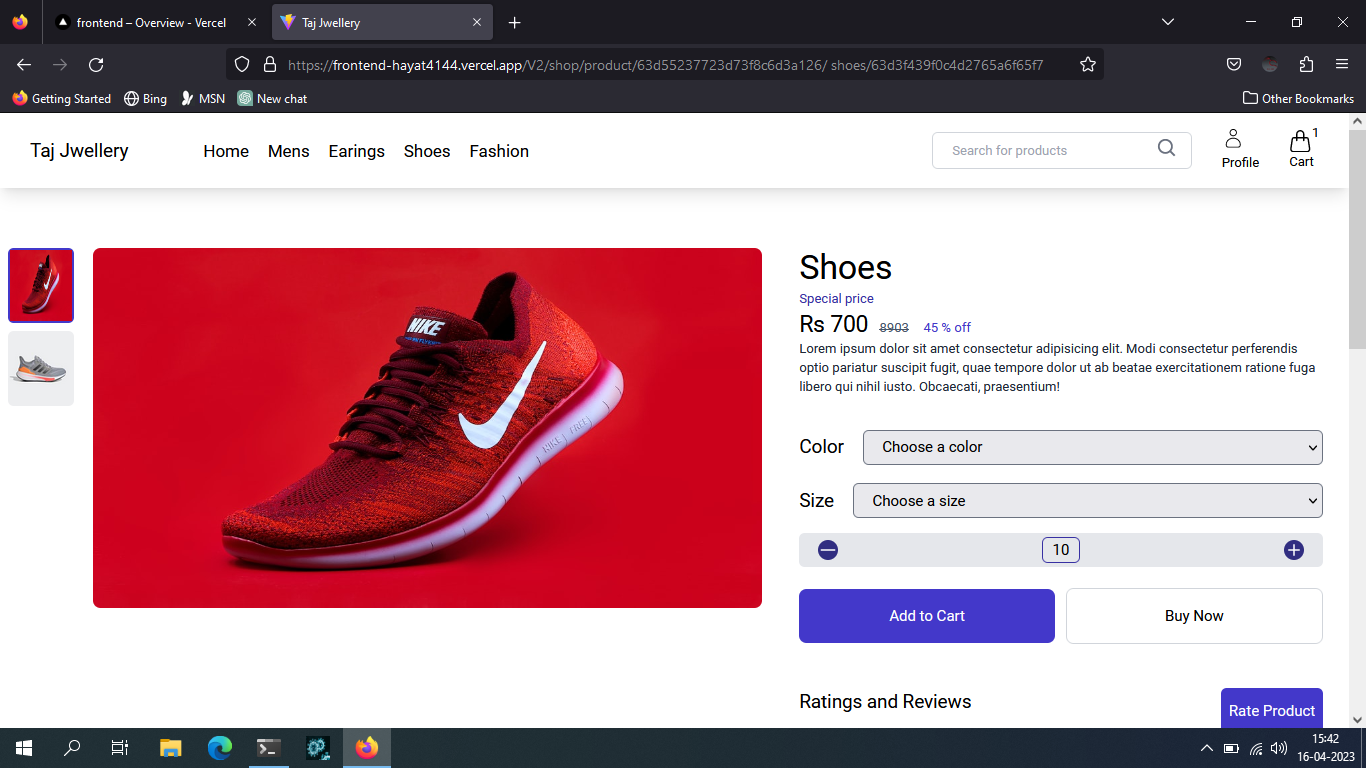 frontend – Overview - Vercel
Taj Jwellery
https://frontend-hayat4144.vercel.app/V2/shop/product/63d55237723d73f8c6d3a126/ shoes/63d3f439f0c4d2765a6f65f7
Getting Started
Bing
MSN
New chat
Other Bookmarks
Taj Jwellery
Home
Mens
Earings
Shoes
Fashion
Search for products
Profile
1
Cart
NIKE
NIKE FREE
Shoes
Special price
Rs 700 8903 45 % off
Lorem ipsum dolor sit amet consectetur adipisicing elit. Modi consectetur perferendis
optio pariatur suscipit fugit, quae tempore dolor ut ab beatae exercitationem ratione fuga
libero qui nihil iusto. Obcaecati, praesentium!
Color
Choose a color
Size
Choose a size
10
Add to Cart
Buy Now
Ratings and Reviews
Rate Product
15:42
16-04-2023